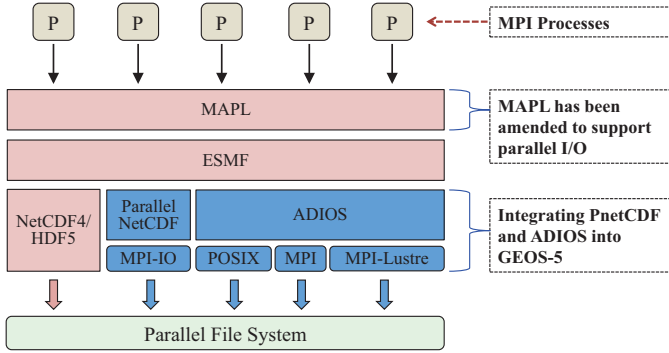 P P P P P
MPI Processes
MAPL
MAPL has been
amended to support
parallel I/O
ESMF
NetCDF4/
HDF5
Parallel
NetCDF
ADIOS
MPI-IO
POSIX
MPI
MPI-Lustre
Integrating PnetCDF
and ADIOS into
GEOS-5
Parallel File System